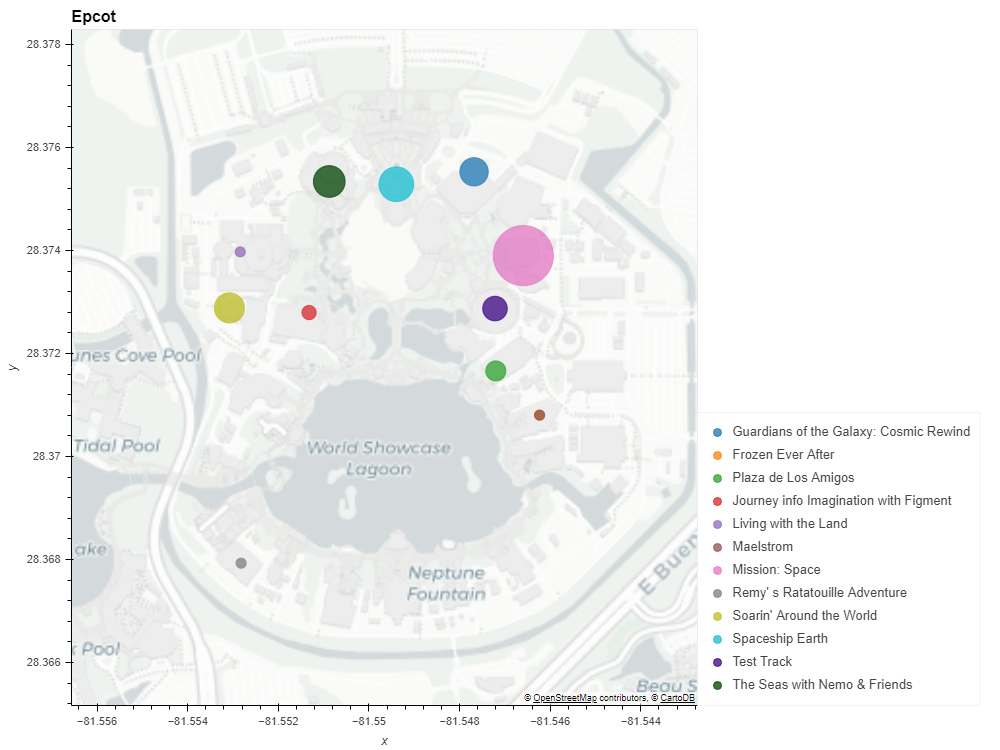 Epcot
28.378
28.376
28.374
28.372
28.37
28.368
28.366
y
unes Cove Pool
Tidal Pool
World Showcase
Lagoon
ake
Neptune
Fountain
E Buen
x Pool
Beau S
© OpenStreetMap contributors, © CartoDB
−81.556
−81.554
−81.552
−81.55
−81.548
−81.546
−81.544
x
Guardians of the Galaxy: Cosmic Rewind
Frozen Ever After
Plaza de Los Amigos
Journey info Imagination with Figment
Living with the Land
Maelstrom
Mission: Space
Remy' s Ratatouille Adventure
Soarin' Around the World
Spaceship Earth
Test Track
The Seas with Nemo & Friends